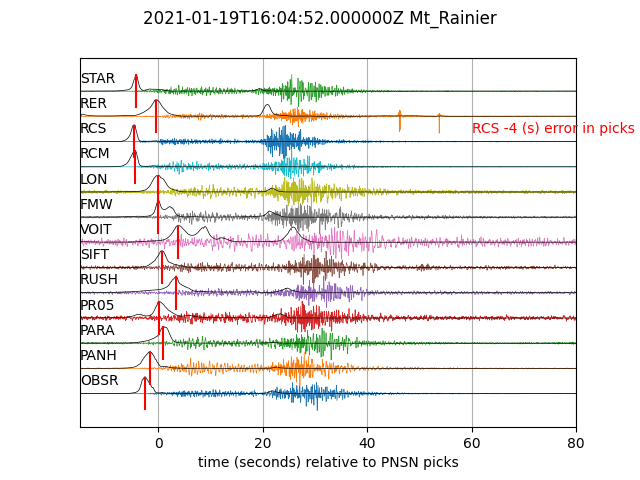 2021-01-19T16:04:52.000000Z Mt_Rainier
STAR
RER
RCS
RCS -4 (s) error in picks
RCM
LON
FMW
VOIT
SIFT
RUSH
PR05
PARA
PANH
OBSR
0 20 40 60 80
time (seconds) relative to PNSN picks